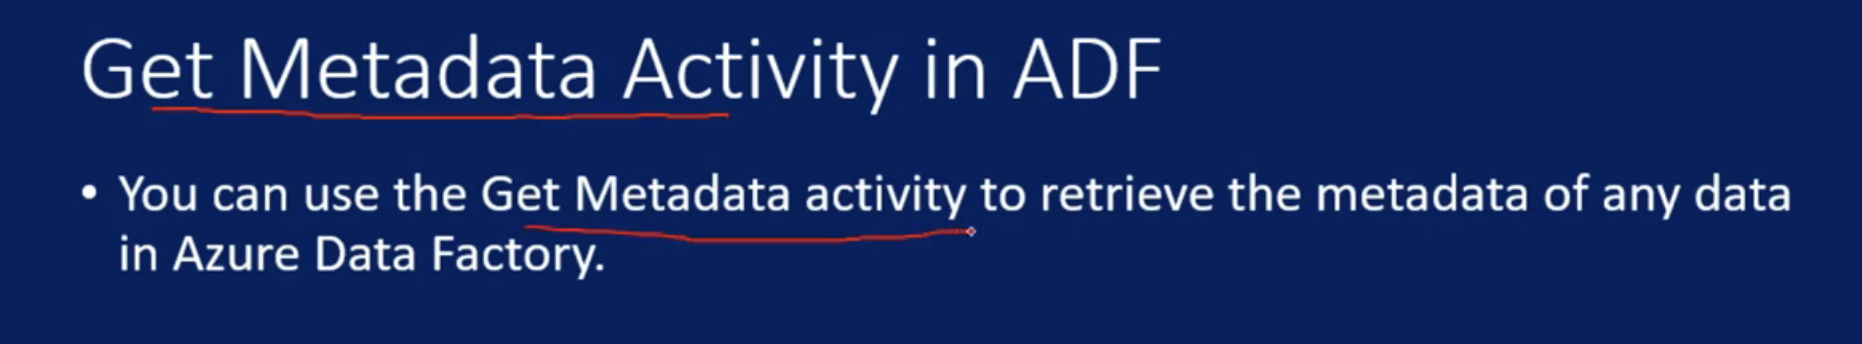 Get Metadata Activity in ADF
• You can use the Get Metadata activity to retrieve the metadata of any data
in Azure Data Factory.